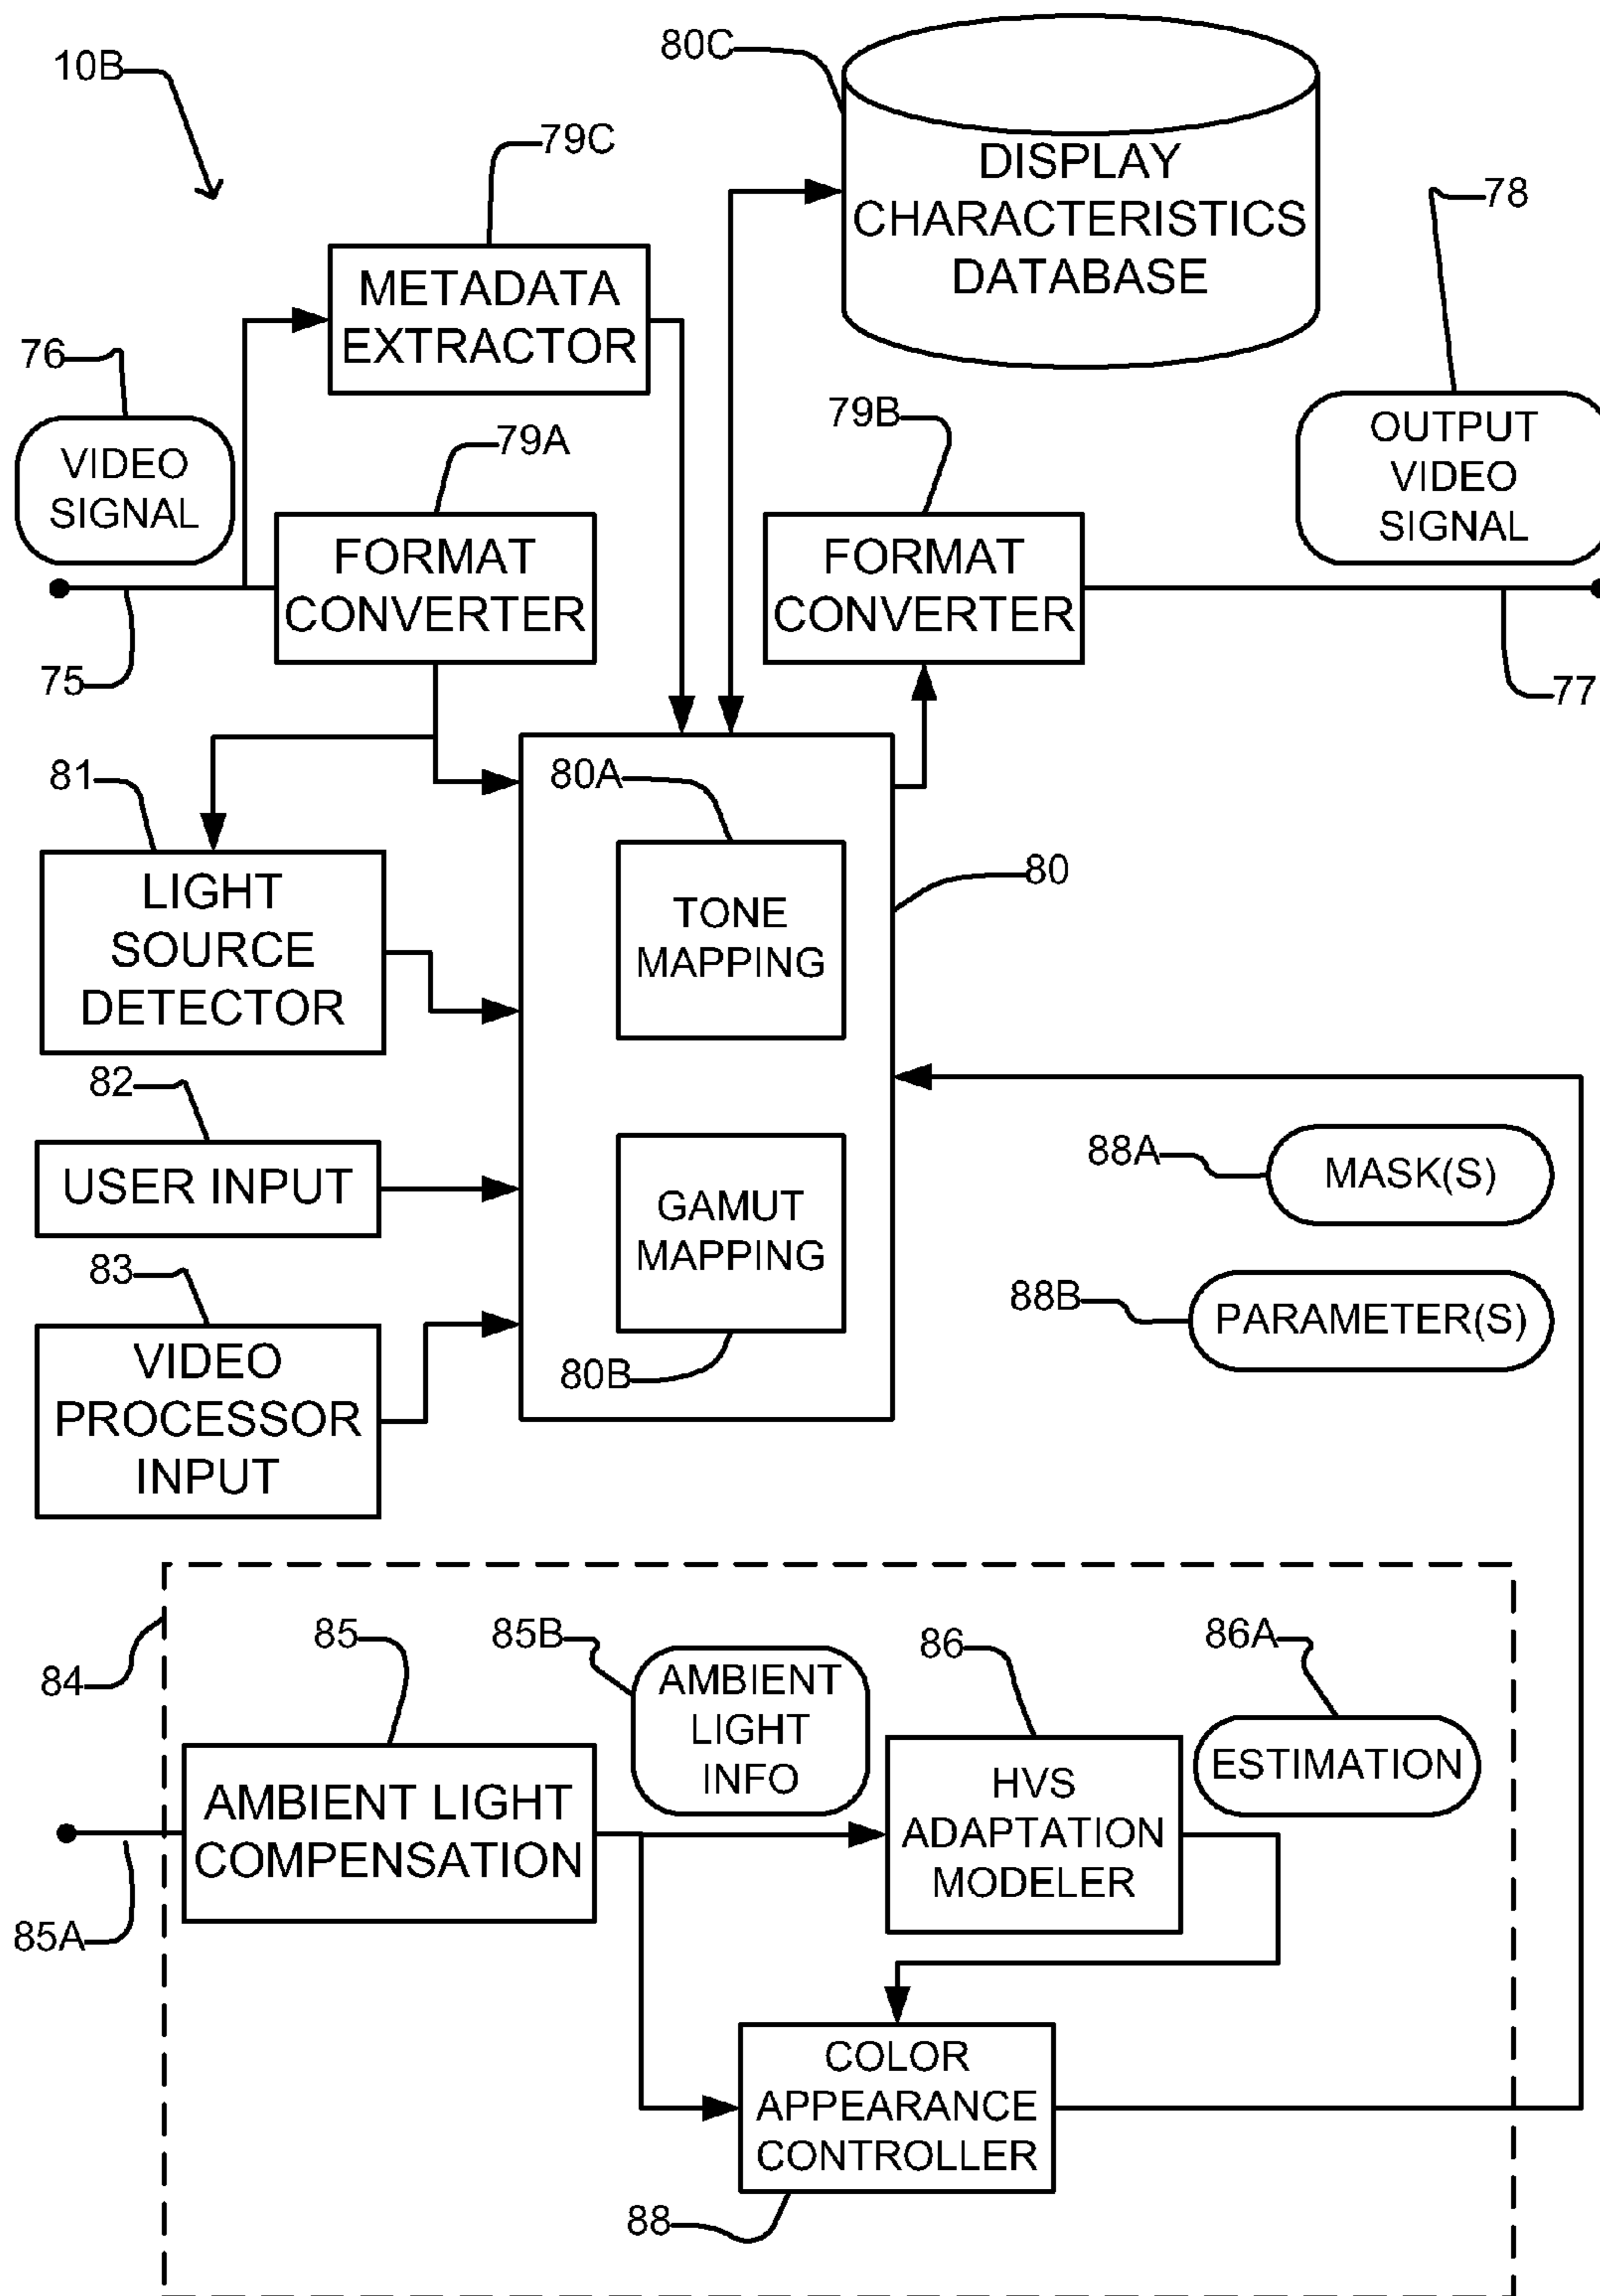 80C
10B
79C
DISPLAY
CHARACTERISTICS
DATABASE
78
METADATA
EXTRACTOR
76
79B
OUTPUT
VIDEO
SIGNAL
79A
VIDEO
SIGNAL
FORMAT
CONVERTER
FORMAT
CONVERTER
75
77
81
80A
80
LIGHT
SOURCE
DETECTOR
TONE
MAPPING
82
88A
MASK(S)
USER INPUT
GAMUT
MAPPING
83
88B
PARAMETER(S)
VIDEO
PROCESSOR
INPUT
80B
84
85
85B
86
86A
AMBIENT
LIGHT
INFO
ESTIMATION
AMBIENT LIGHT
COMPENSATION
HVS
ADAPTATION
MODELER
85A
COLOR
APPEARANCE
CONTROLLER
88